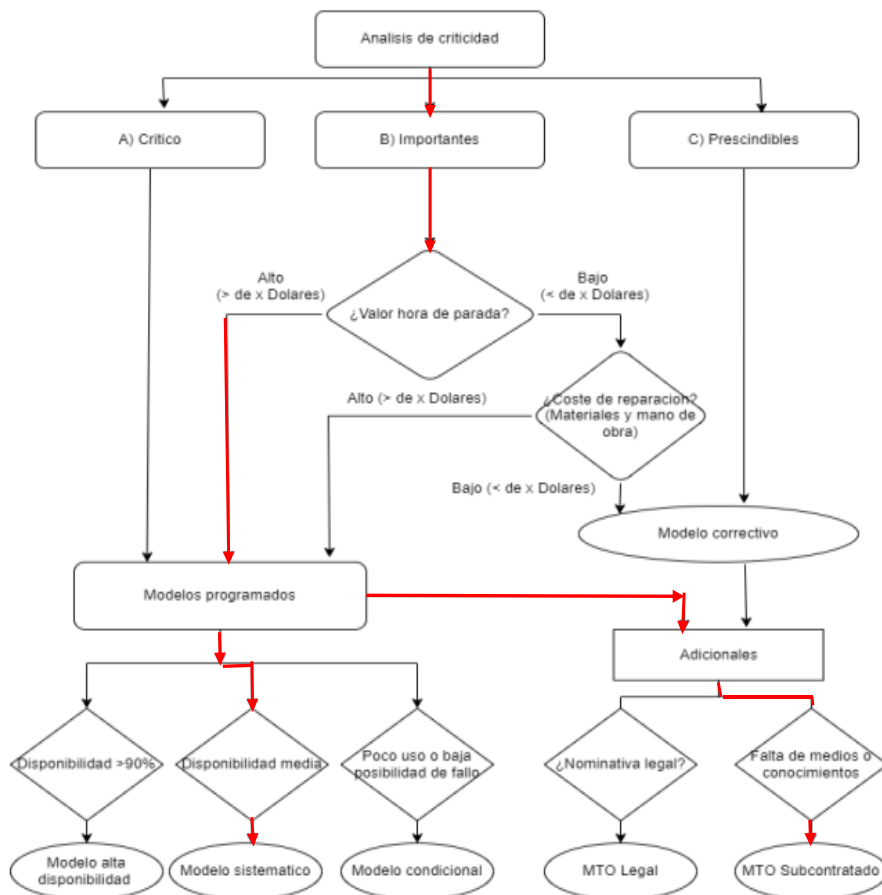 Analisis de criticidad
A) Critico
B) Importantes
C) Prescindibles
Alto
(> de x Dolares)
Bajo
(< de x Dolares)
¿Valor hora de parada?
Alto (> de x Dolares)
¿Coste de reparacion?
(Materiales y mano de
obra)
Bajo (< de x Dolares)
Modelo correctivo
Modelos programados
Adicionales
Disponibilidad >90%
Disponibilidad media
Poco uso o baja
posibilidad de fallo
¿Nominativa legal?
Falta de medios o
conocimientos
Modelo alta
disponibilidad
Modelo sistematico
Modelo condicional
MTO Legal
MTO Subcontratado